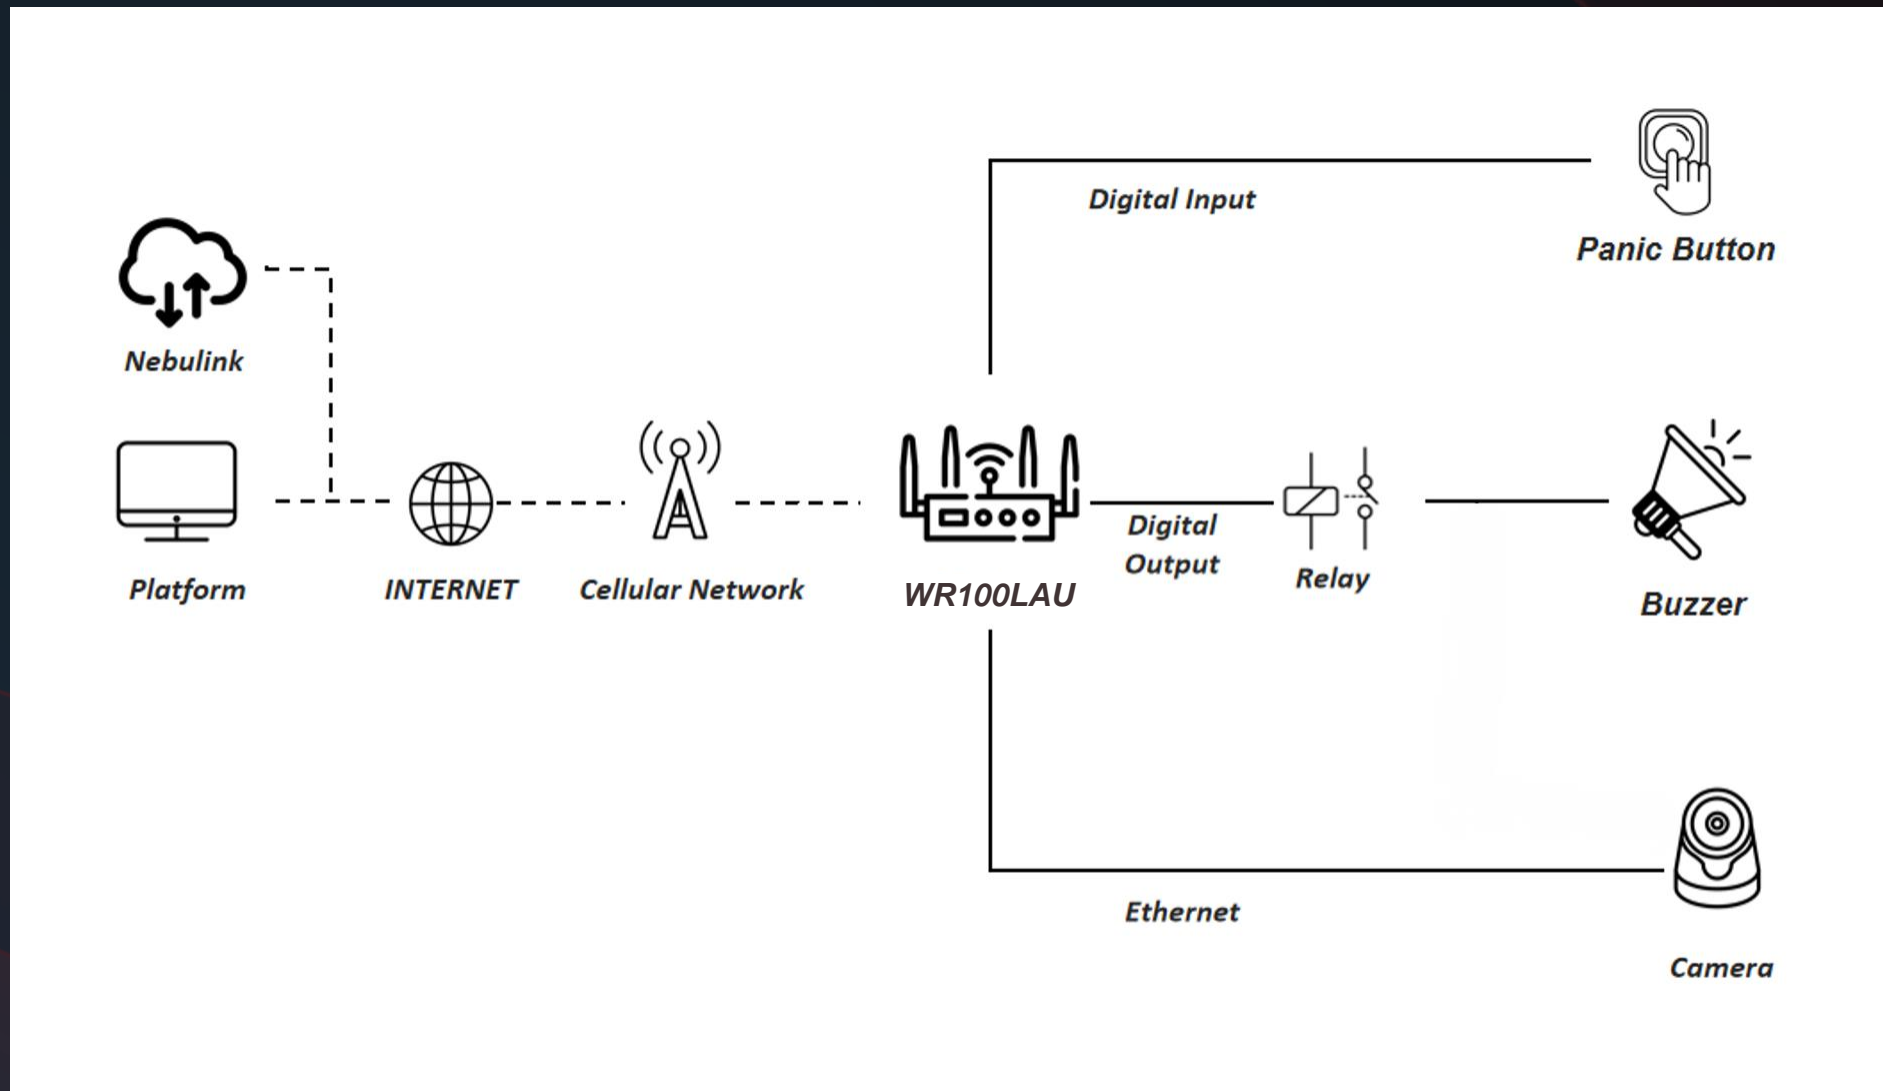 Digital Input
Panic Button
Nebulink
Digital
Output
Platform
INTERNET
Cellular Network
WR100LAU
Relay
Buzzer
Ethernet
Camera